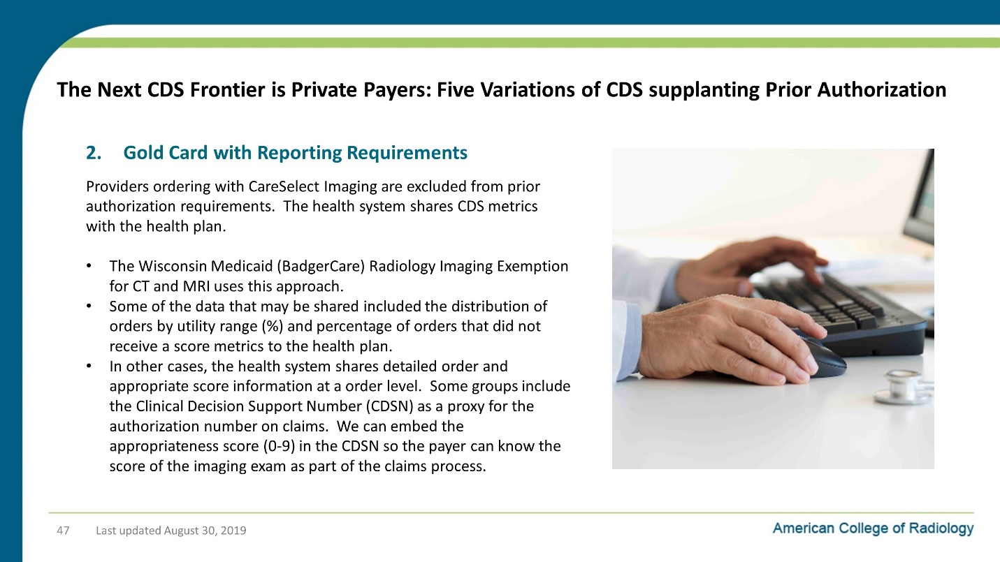 The Next CDS Frontier is Private Payers: Five Variations of CDS supplanting Prior Authorization
2. Gold Card with Reporting Requirements
Providers ordering with CareSelect Imaging are excluded from prior
authorization requirements.  The health system shares CDS metrics
with the health plan.
• The Wisconsin Medicaid (BadgerCare) Radiology Imaging Exemption
for CT and MRI uses this approach.
• Some of the data that may be shared included the distribution of
orders by utility range (%) and percentage of orders that did not
receive a score metrics to the health plan.
• In other cases, the health system shares detailed order and
appropriate score information at a order level.  Some groups include
the Clinical Decision Support Number (CDSN) as a proxy for the
authorization number on claims.  We can embed the
appropriateness score (0-9) in the CDSN so the payer can know the
score of the imaging exam as part of the claims process.
47 Last updated August 30, 2019
American College of Radiology